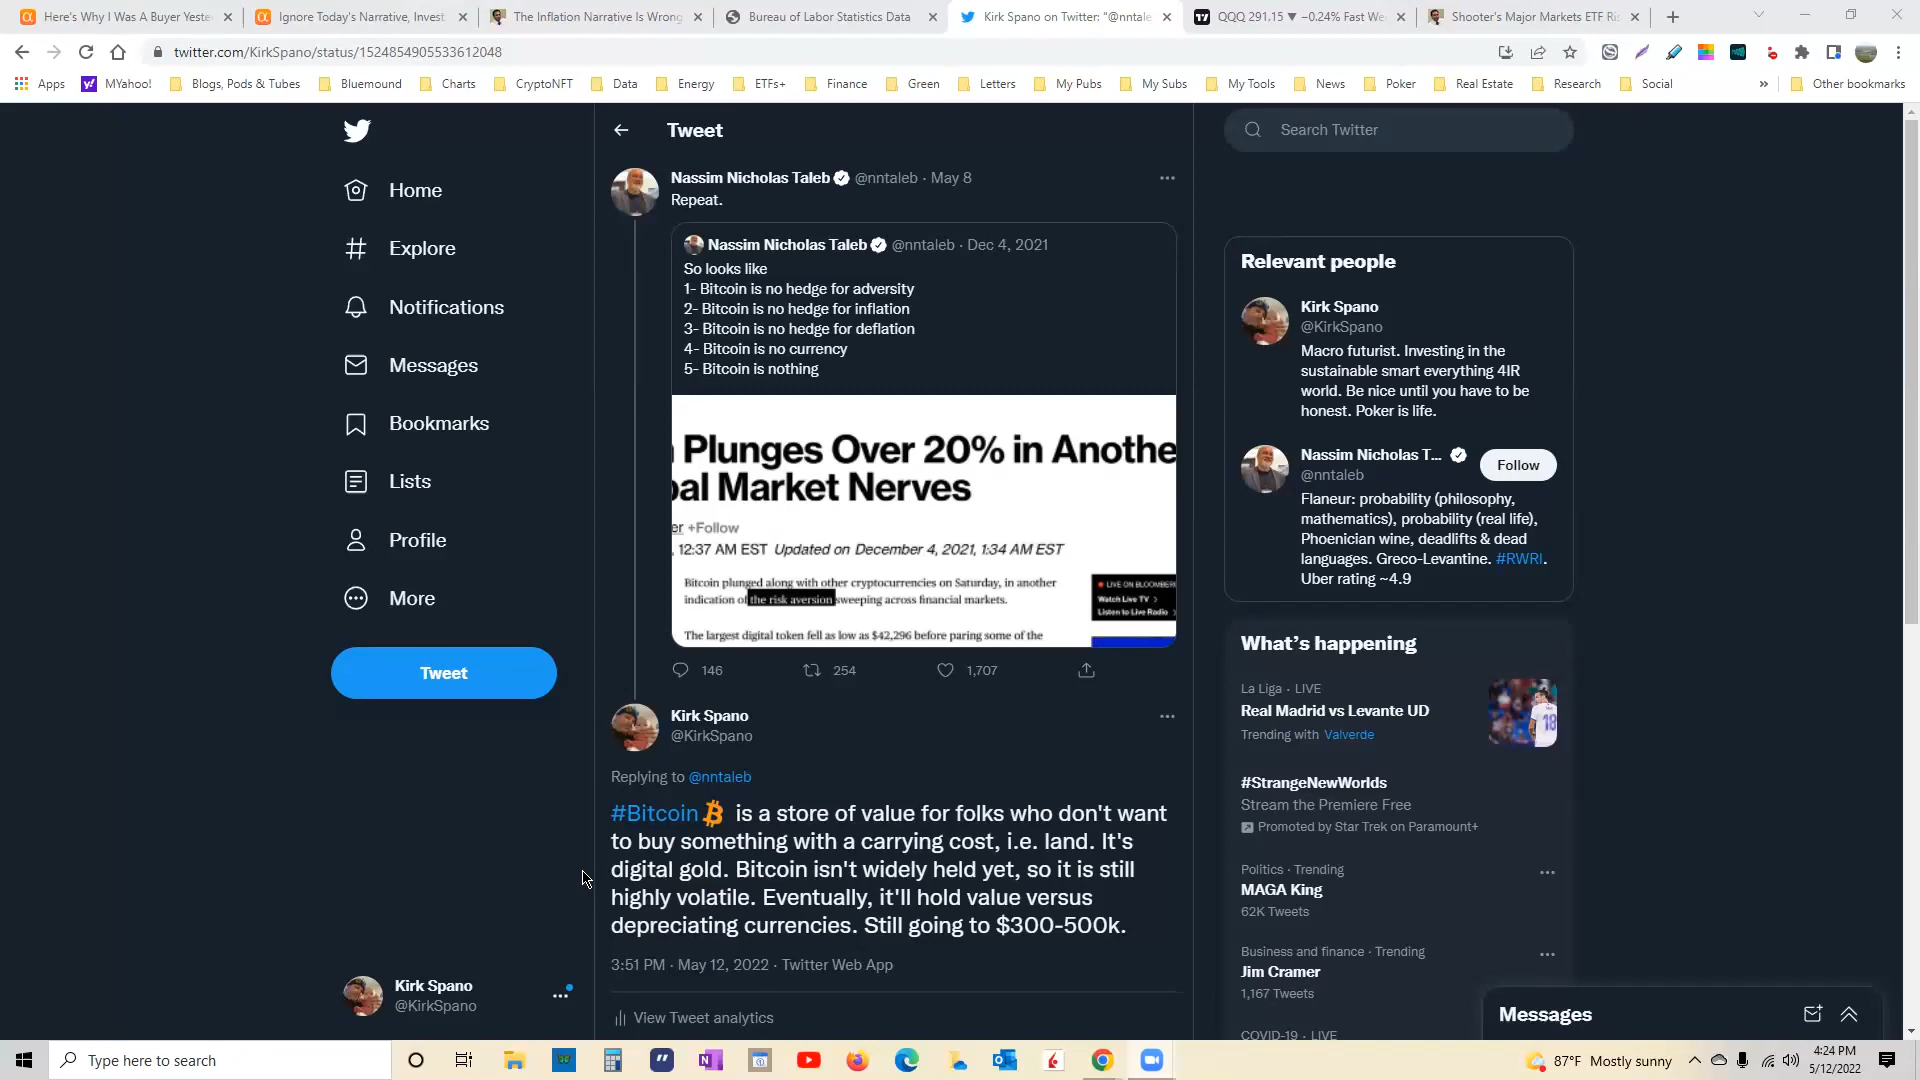 Here's Why I Was A Buyer Yeste
Ignore Today's Narrative, Invest
The Inflation Narrative Is Wrong
Bureau of Labor Statistics Data
Kirk Spano on Twitter: "@nntale
QQQ 291.15 ▼ −0.24% Fast We
Shooter's Major Markets ETF Ri
twitter.com/KirkSpano/status/1524854905533612048
Apps
MYahoo!
Blogs, Pods & Tubes
Bluemound
Charts
CryptoNFT
Data
Energy
ETFs+
Finance
Green
Letters
My Pubs
My Subs
My Tools
News
Poker
Real Estate
Research
Social
»
Other bookmarks
Home
Explore
Notifications
Messages
Bookmarks
Lists
Profile
More
Tweet
Kirk Spano
@KirkSpano
Tweet
Nassim Nicholas Taleb @nntaleb · May 8
Repeat.
Nassim Nicholas Taleb @nntaleb · Dec 4, 2021
So looks like
1- Bitcoin is no hedge for adversity
2- Bitcoin is no hedge for inflation
3- Bitcoin is no hedge for deflation
4- Bitcoin is no currency
5- Bitcoin is nothing
Plunges Over 20% in Anothe
bal Market Nerves
er +Follow
, 12:37 AM EST Updated on December 4, 2021, 1:34 AM EST
Bitcoin plunged along with other cryptocurrencies on Saturday, in another
indication of the risk aversion sweeping across financial markets.
The largest digital token fell as low as $42,296 before paring some of the
LIVE ON BLOOMBER
Watch Live TV >
Listen to Live Radio >
146
254
1,707
Kirk Spano
@KirkSpano
Replying to @nntaleb
#Bitcoin is a store of value for folks who don't want
to buy something with a carrying cost, i.e. land. It's
digital gold. Bitcoin isn't widely held yet, so it is still
highly volatile. Eventually, it'll hold value versus
depreciating currencies. Still going to $300-500k.
3:51 PM · May 12, 2022 · Twitter Web App
View Tweet analytics
Search Twitter
Relevant people
Kirk Spano
@KirkSpano
Macro futurist. Investing in the
sustainable smart everything 4IR
world. Be nice until you have to be
honest. Poker is life.
Nassim Nicholas T...
@nntaleb
Follow
Flaneur: probability (philosophy,
mathematics), probability (real life),
Phoenician wine, deadlifts & dead
languages. Greco-Levantine. #RWRI.
Uber rating ~4.9
What's happening
La Liga · LIVE
Real Madrid vs Levante UD
Trending with Valverde
18
#StrangeNewWorlds
Stream the Premiere Free
Promoted by Star Trek on Paramount+
Politics · Trending
MAGA King
62K Tweets
Business and finance · Trending
Jim Cramer
1,167 Tweets
COVID-19 · LIVE
Messages
Type here to search
87°F Mostly sunny
4:24 PM
5/12/2022